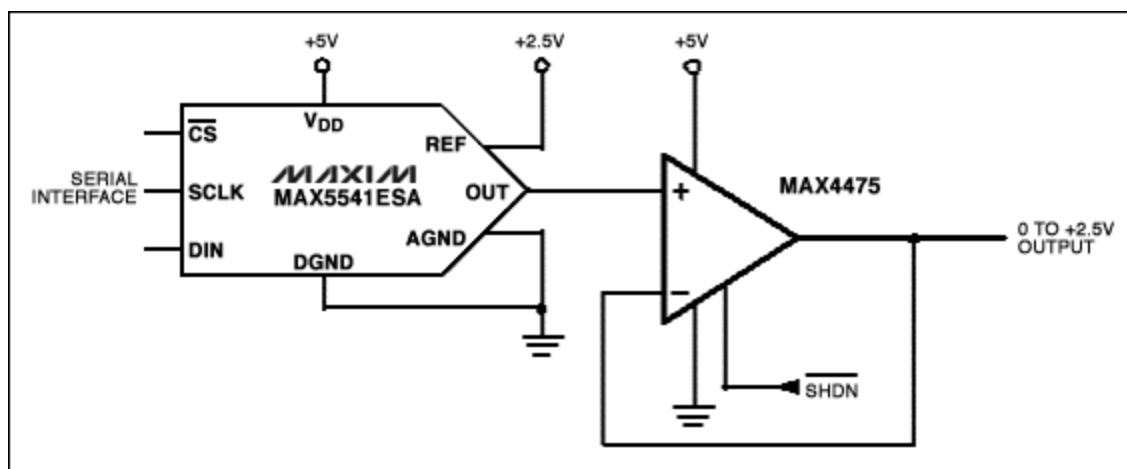 +5V
+2.5V
+5V
VDD
CS
REF
MAXIM
MAX5541ESA
SERIAL
INTERFACE
SCLK
OUT
MAX4475
+
AGND
0 TO +2.5V
OUTPUT
DIN
DGND
−
SHDN